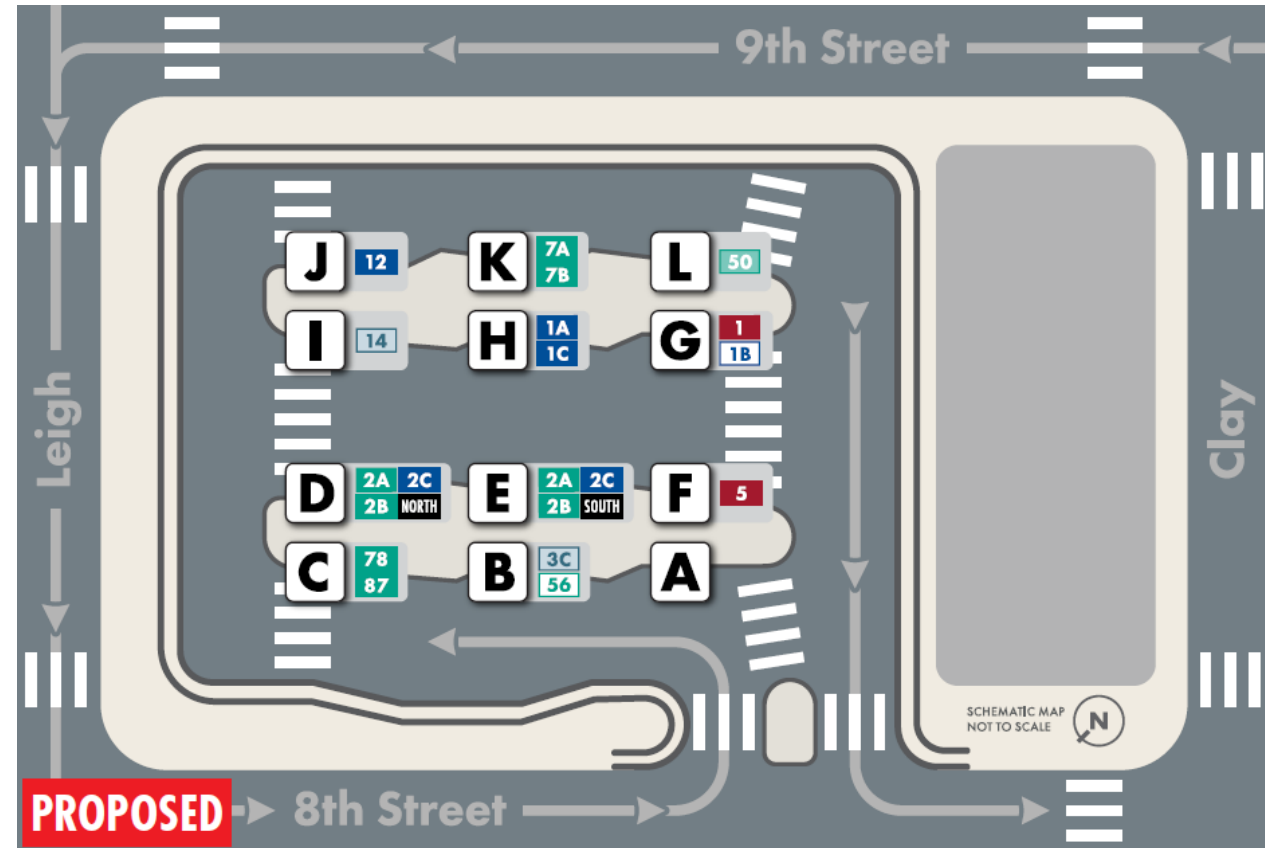 9th Street
J 12
K 7A
7B
L 50
I 14
H 1A
1C
G 1
1B
Leigh
Clay
D 2A 2C
2B NORTH
E 2A 2C
2B SOUTH
F 5
C 78
87
B 3C
56
A
SCHEMATIC MAP
NOT TO SCALE
N
PROPOSED
8th Street